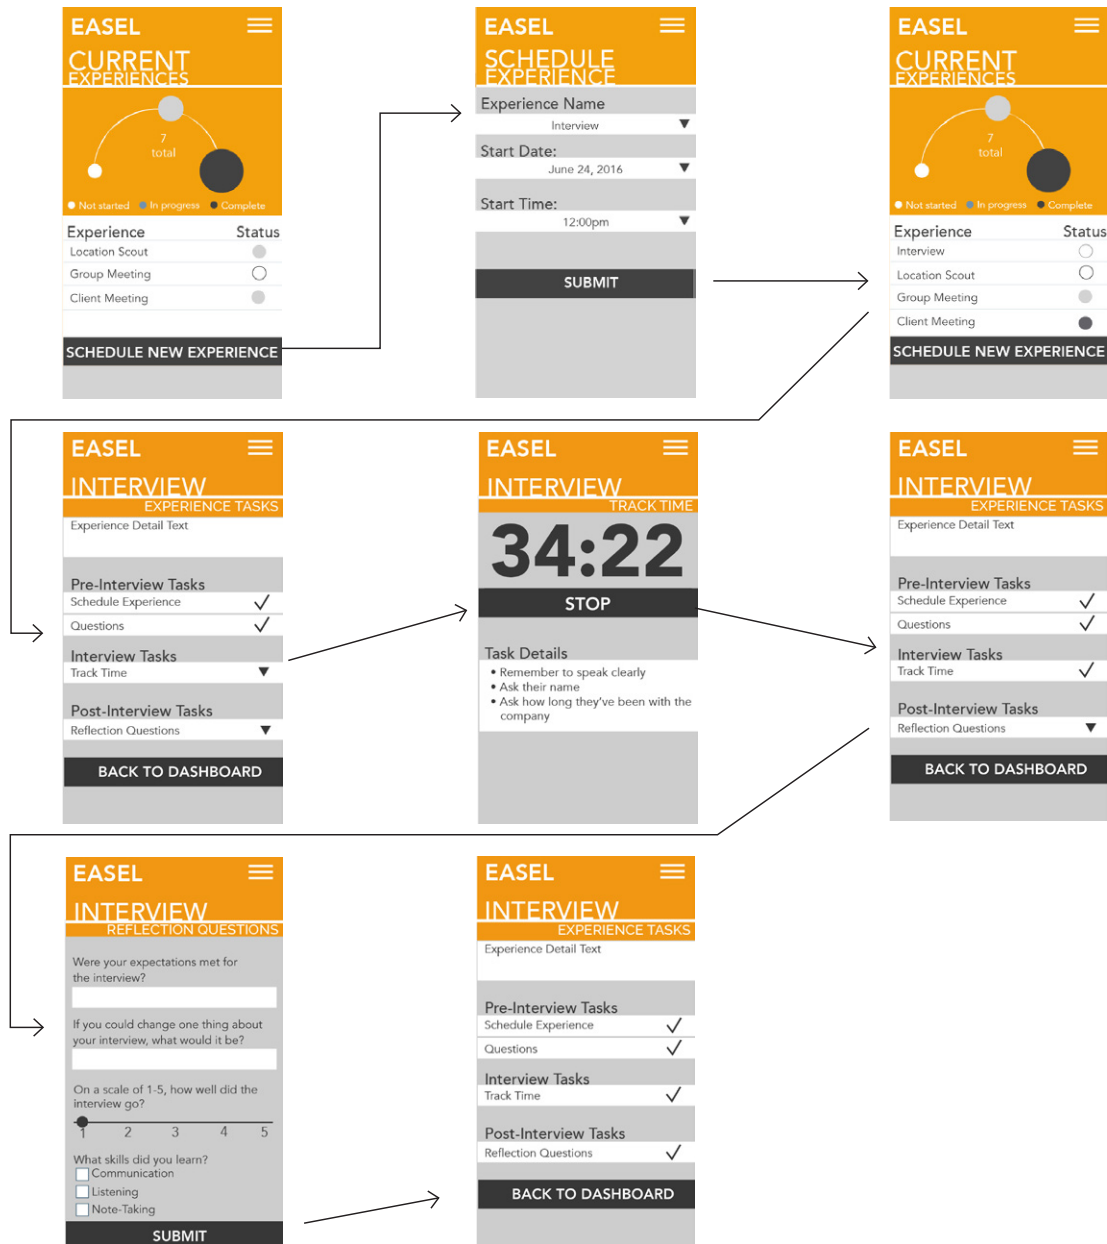 EASEL
CURRENT
EXPERIENCES
7
total
Not started In progress Complete
Experience Status
Location Scout
Group Meeting
Client Meeting
SCHEDULE NEW EXPERIENCE
EASEL
SCHEDULE
EXPERIENCE
Experience Name
Interview
Start Date:
June 24, 2016
Start Time:
12:00pm
SUBMIT
EASEL
CURRENT
EXPERIENCES
7
total
Not started In progress Complete
Experience Status
Interview
Location Scout
Group Meeting
Client Meeting
SCHEDULE NEW EXPERIENCE
EASEL
INTERVIEW
EXPERIENCE TASKS
Experience Detail Text
Pre-Interview Tasks
Schedule Experience
Questions
Interview Tasks
Track Time
Post-Interview Tasks
Reflection Questions
BACK TO DASHBOARD
EASEL
INTERVIEW
TRACK TIME
34:22
STOP
Task Details
• Remember to speak clearly
• Ask their name
• Ask how long they've been with the
company
EASEL
INTERVIEW
EXPERIENCE TASKS
Experience Detail Text
Pre-Interview Tasks
Schedule Experience
Questions
Interview Tasks
Track Time
Post-Interview Tasks
Reflection Questions
BACK TO DASHBOARD
EASEL
INTERVIEW
REFLECTION QUESTIONS
Were your expectations met for
the interview?
If you could change one thing about
your interview, what would it be?
On a scale of 1-5, how well did the
interview go?
1 2 3 4 5
What skills did you learn?
Communication
Listening
Note-Taking
SUBMIT
EASEL
INTERVIEW
EXPERIENCE TASKS
Experience Detail Text
Pre-Interview Tasks
Schedule Experience
Questions
Interview Tasks
Track Time
Post-Interview Tasks
Reflection Questions
BACK TO DASHBOARD